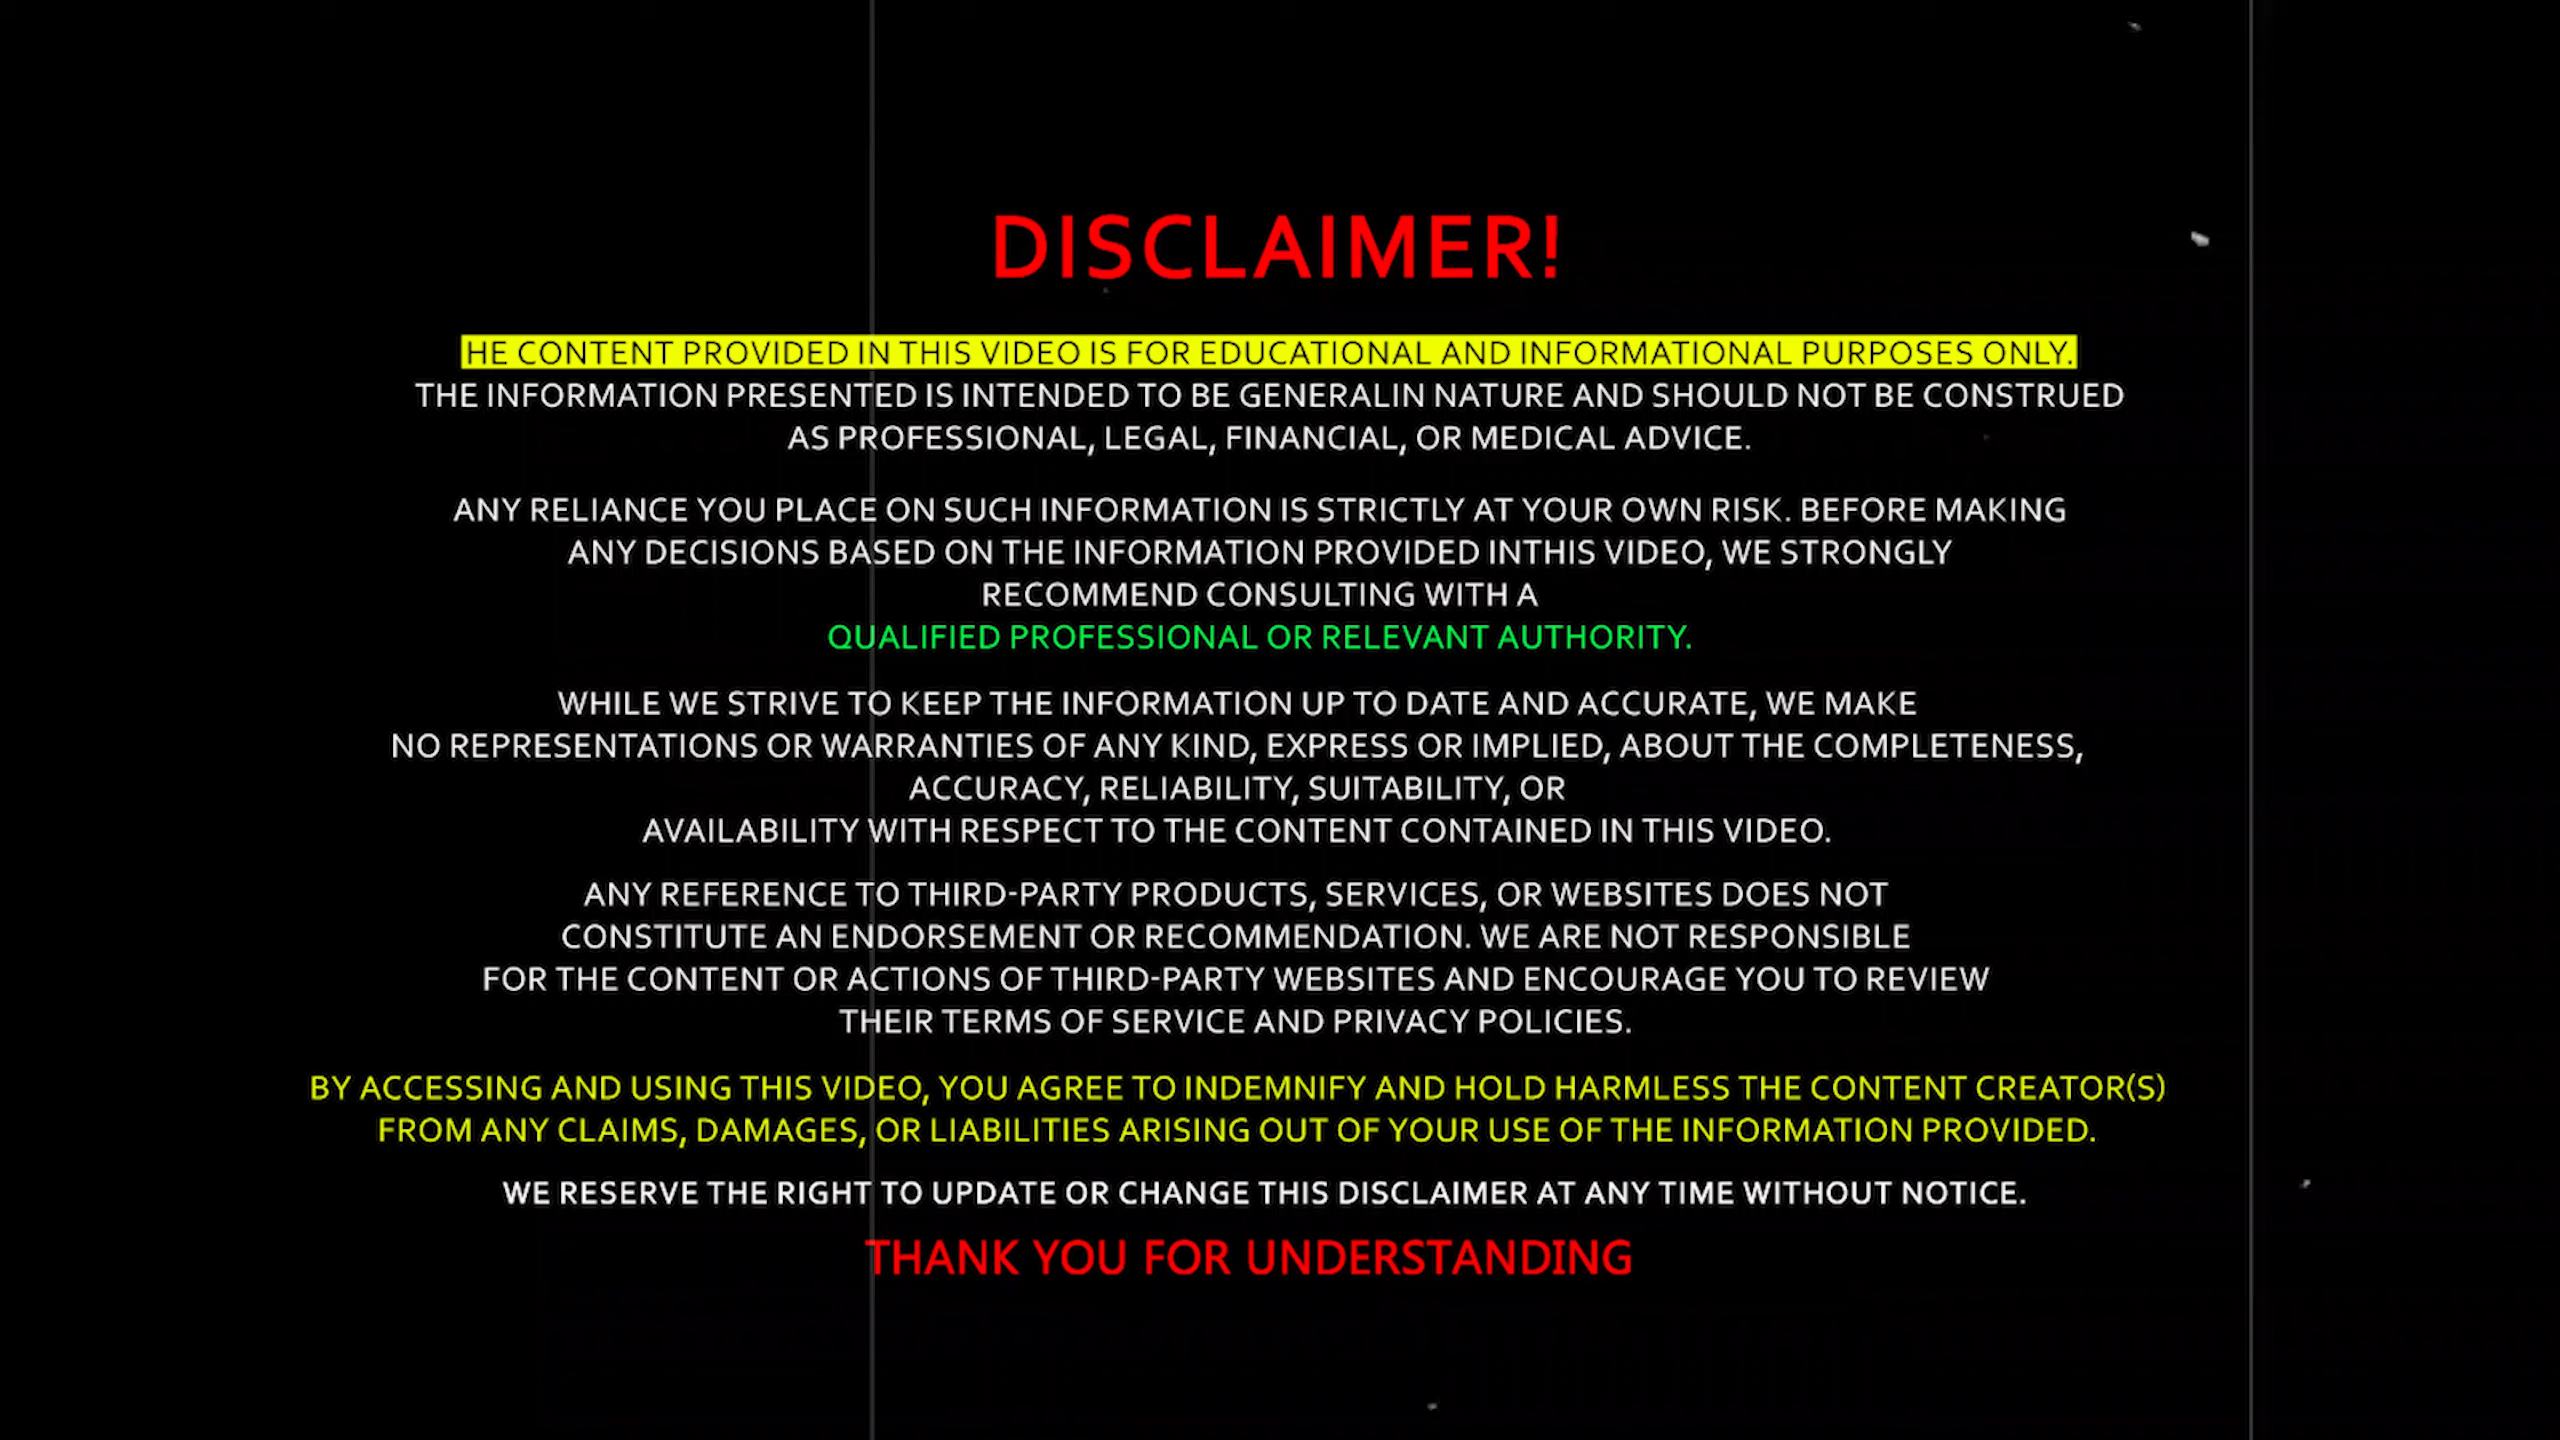 DISCLAIMER!
HE CONTENT PROVIDED IN THIS VIDEO IS FOR EDUCATIONAL AND INFORMATIONAL PURPOSES ONLY.
THE INFORMATION PRESENTED IS INTENDED TO BE GENERALIN NATURE AND SHOULD NOT BE CONSTRUED
AS PROFESSIONAL, LEGAL, FINANCIAL, OR MEDICAL ADVICE.
ANY RELIANCE YOU PLACE ON SUCH INFORMATION IS STRICTLY AT YOUR OWN RISK. BEFORE MAKING
ANY DECISIONS BASED ON THE INFORMATION PROVIDED INTHIS VIDEO, WE STRONGLY
RECOMMEND CONSULTING WITH A
QUALIFIED PROFESSIONAL OR RELEVANT AUTHORITY.
WHILE WE STRIVE TO KEEP THE INFORMATION UP TO DATE AND ACCURATE, WE MAKE
NO REPRESENTATIONS OR WARRANTIES OF ANY KIND, EXPRESS OR IMPLIED, ABOUT THE COMPLETENESS,
ACCURACY, RELIABILITY, SUITABILITY, OR
AVAILABILITY WITH RESPECT TO THE CONTENT CONTAINED IN THIS VIDEO.
ANY REFERENCE TO THIRD-PARTY PRODUCTS, SERVICES, OR WEBSITES DOES NOT
CONSTITUTE AN ENDORSEMENT OR RECOMMENDATION. WE ARE NOT RESPONSIBLE
FOR THE CONTENT OR ACTIONS OF THIRD-PARTY WEBSITES AND ENCOURAGE YOU TO REVIEW
THEIR TERMS OF SERVICE AND PRIVACY POLICIES.
BY ACCESSING AND USING THIS VIDEO, YOU AGREE TO INDEMNIFY AND HOLD HARMLESS THE CONTENT CREATOR(S)
FROM ANY CLAIMS, DAMAGES, OR LIABILITIES ARISING OUT OF YOUR USE OF THE INFORMATION PROVIDED.
WE RESERVE THE RIGHT TO UPDATE OR CHANGE THIS DISCLAIMER AT ANY TIME WITHOUT NOTICE.
THANK YOU FOR UNDERSTANDING